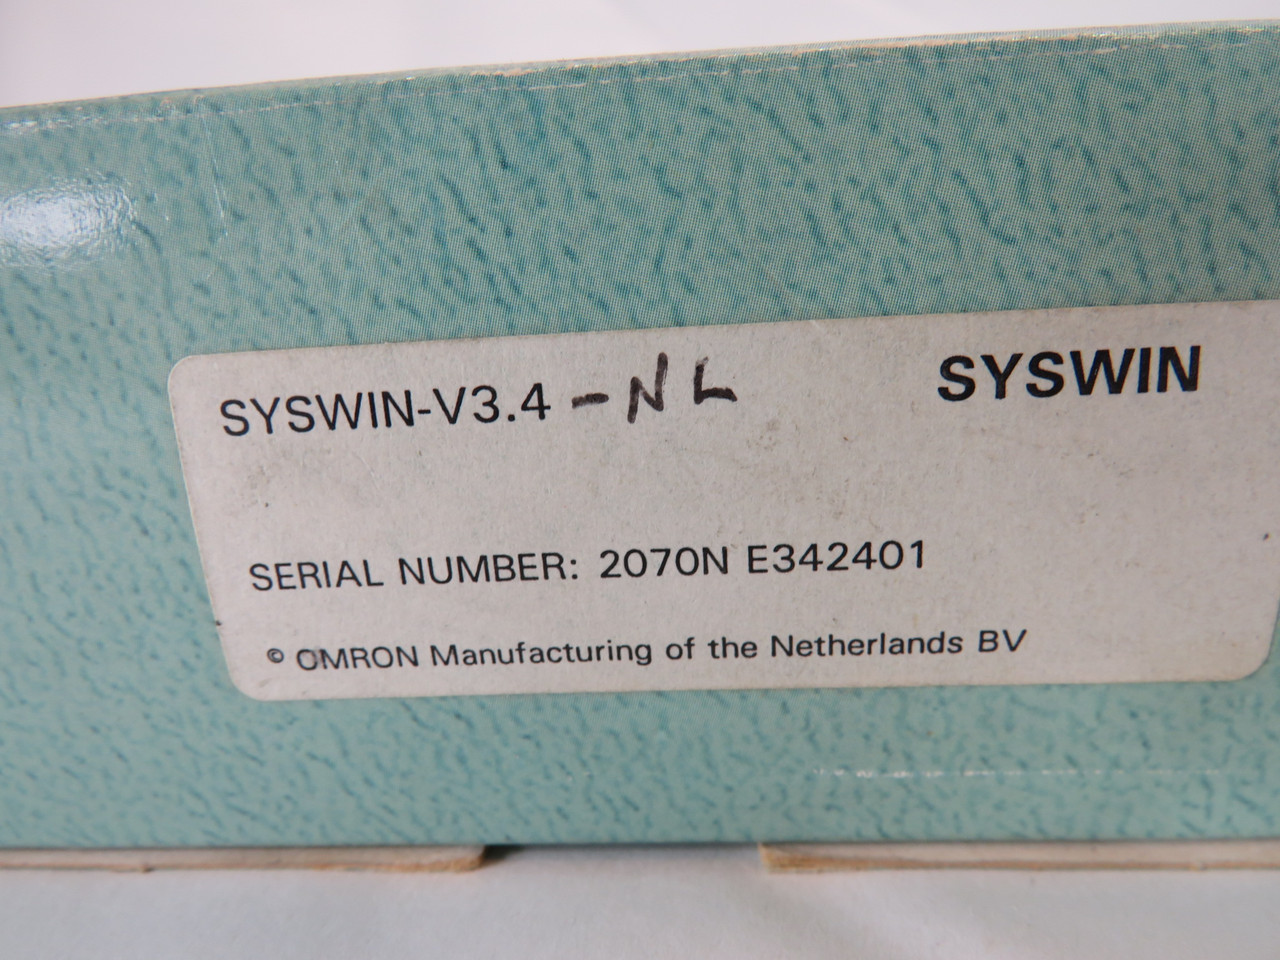 SYSWIN-V3.4 -NL SYSWIN
SERIAL NUMBER: 2070N E342401
© OMRON Manufacturing of the Netherlands BV